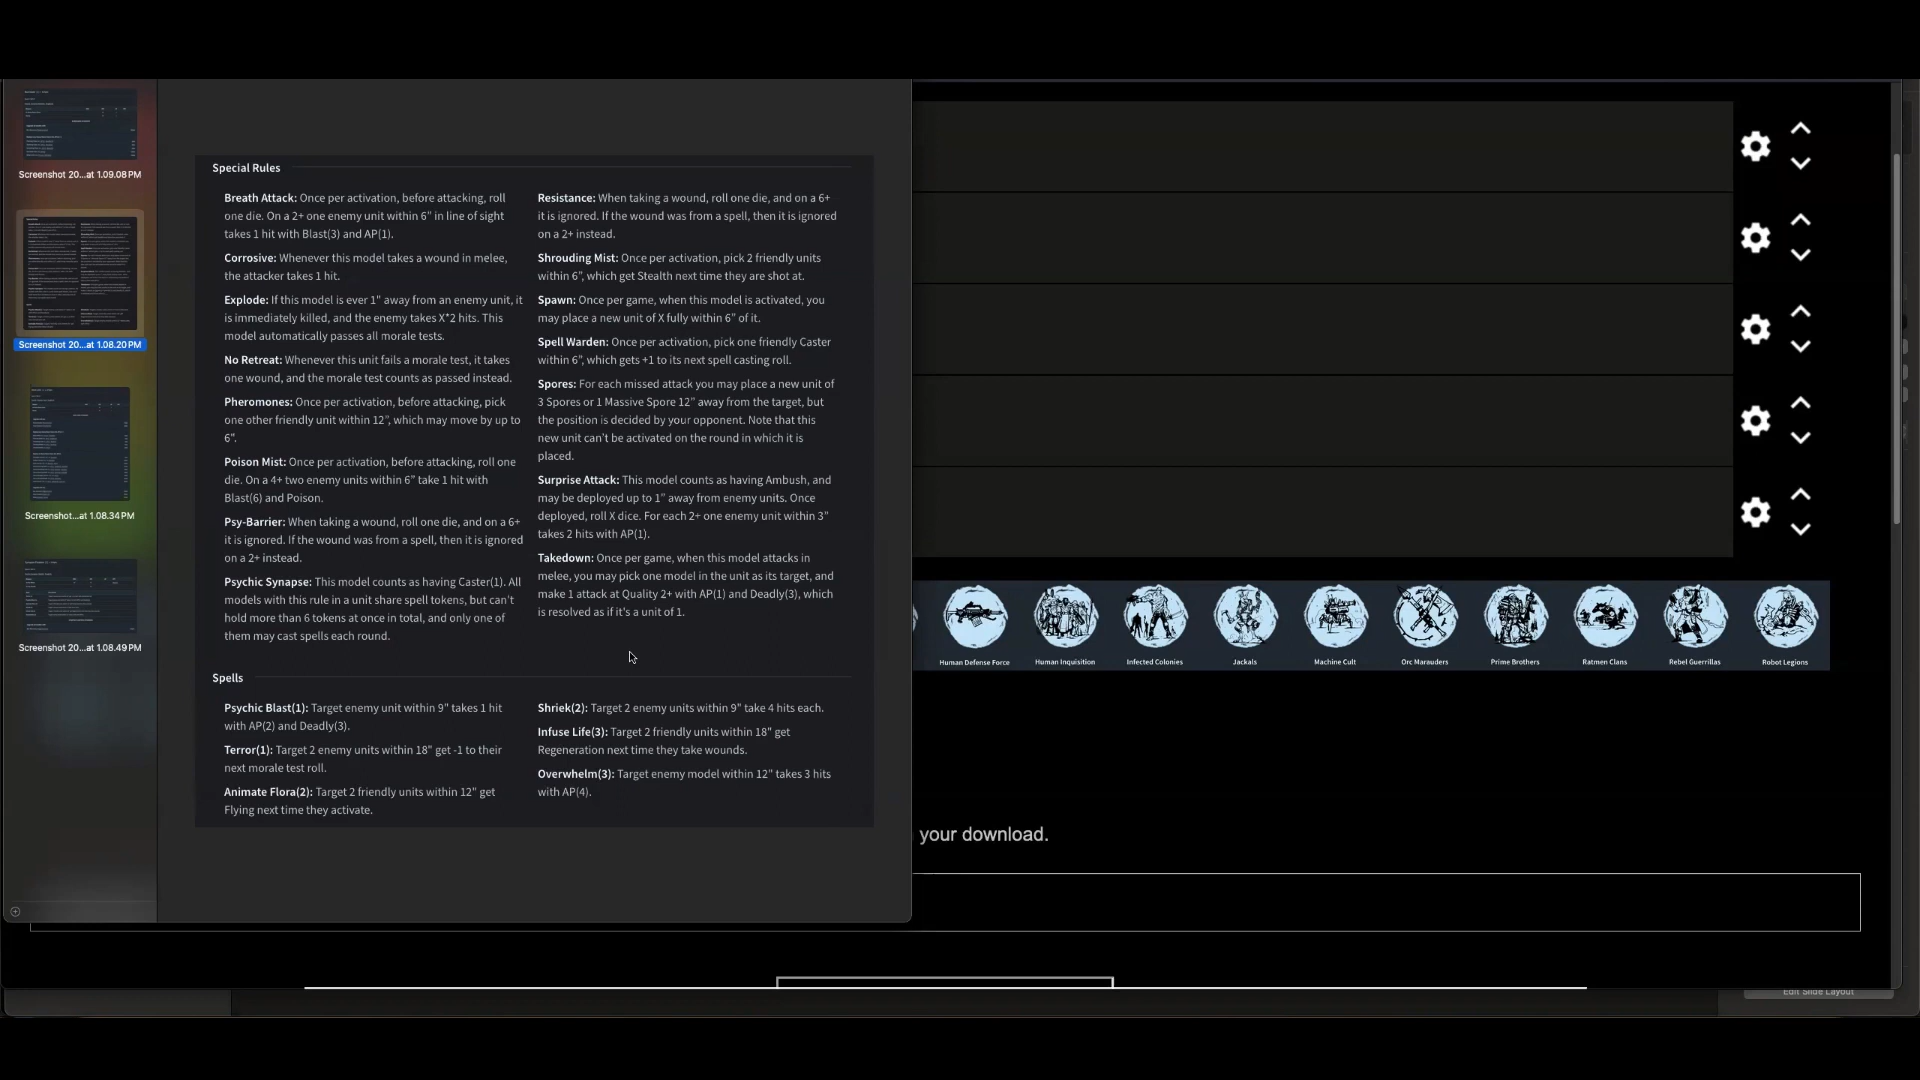 Screenshot 20...at 1.09.08 PM
Screenshot 20...at 1.08.20 PM
Screenshot...at 1.08.34 PM
Screenshot 20...at 1.08.49 PM
Special Rules
Breath Attack: Once per activation, before attacking, roll
one die. On a 2+ one enemy unit within 6" in line of sight
takes 1 hit with Blast(3) and AP(1).
Corrosive: Whenever this model takes a wound in melee,
the attacker takes 1 hit.
Explode: If this model is ever 1" away from an enemy unit, it
is immediately killed, and the enemy takes X*2 hits. This
model automatically passes all morale tests.
No Retreat: Whenever this unit fails a morale test, it takes
one wound, and the morale test counts as passed instead.
Pheromones: Once per activation, before attacking, pick
one other friendly unit within 12", which may move by up to
6".
Poison Mist: Once per activation, before attacking, roll one
die. On a 4+ two enemy units within 6" take 1 hit with
Blast(6) and Poison.
Psy-Barrier: When taking a wound, roll one die, and on a 6+
it is ignored. If the wound was from a spell, then it is ignored
on a 2+ instead.
Psychic Synapse: This model counts as having Caster(1). All
models with this rule in a unit share spell tokens, but can't
hold more than 6 tokens at once in total, and only one of
them may cast spells each round.
Resistance: When taking a wound, roll one die, and on a 6+
it is ignored. If the wound was from a spell, then it is ignored
on a 2+ instead.
Shrouding Mist: Once per activation, pick 2 friendly units
within 6", which get Stealth next time they are shot at.
Spawn: Once per game, when this model is activated, you
may place a new unit of X fully within 6" of it.
Spell Warden: Once per activation, pick one friendly Caster
within 6", which gets +1 to its next spell casting roll.
Spores: For each missed attack you may place a new unit of
3 Spores or 1 Massive Spore 12" away from the target, but
the position is decided by your opponent. Note that this
new unit can't be activated on the round in which it is
placed.
Surprise Attack: This model counts as having Ambush, and
may be deployed up to 1" away from enemy units. Once
deployed, roll X dice. For each 2+ one enemy unit within 3"
takes 2 hits with AP(1).
Takedown: Once per game, when this model attacks in
melee, you may pick one model in the unit as its target, and
make 1 attack at Quality 2+ with AP(1) and Deadly(3), which
is resolved as if it's a unit of 1.
Spells
Psychic Blast(1): Target enemy unit within 9" takes 1 hit
with AP(2) and Deadly(3).
Terror(1): Target 2 enemy units within 18" get -1 to their
next morale test roll.
Animate Flora(2): Target 2 friendly units within 12" get
Flying next time they activate.
Shriek(2): Target 2 enemy units within 9" take 4 hits each.
Infuse Life(3): Target 2 friendly units within 18" get
Regeneration next time they take wounds.
Overwhelm(3): Target enemy model within 12" takes 3 hits
with AP(4).
Human Defense Force
Human Inquisition
Infected Colonies
Jackals
Machine Cult
Orc Marauders
Prime Brothers
Ratmen Clans
Rebel Guerrillas
Robot Legions
your download.
Edit Slide Layout